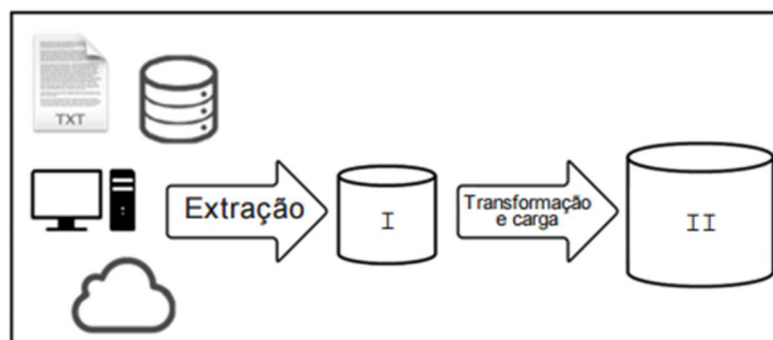 TXT
Extração
I
Transformação
e carga
II